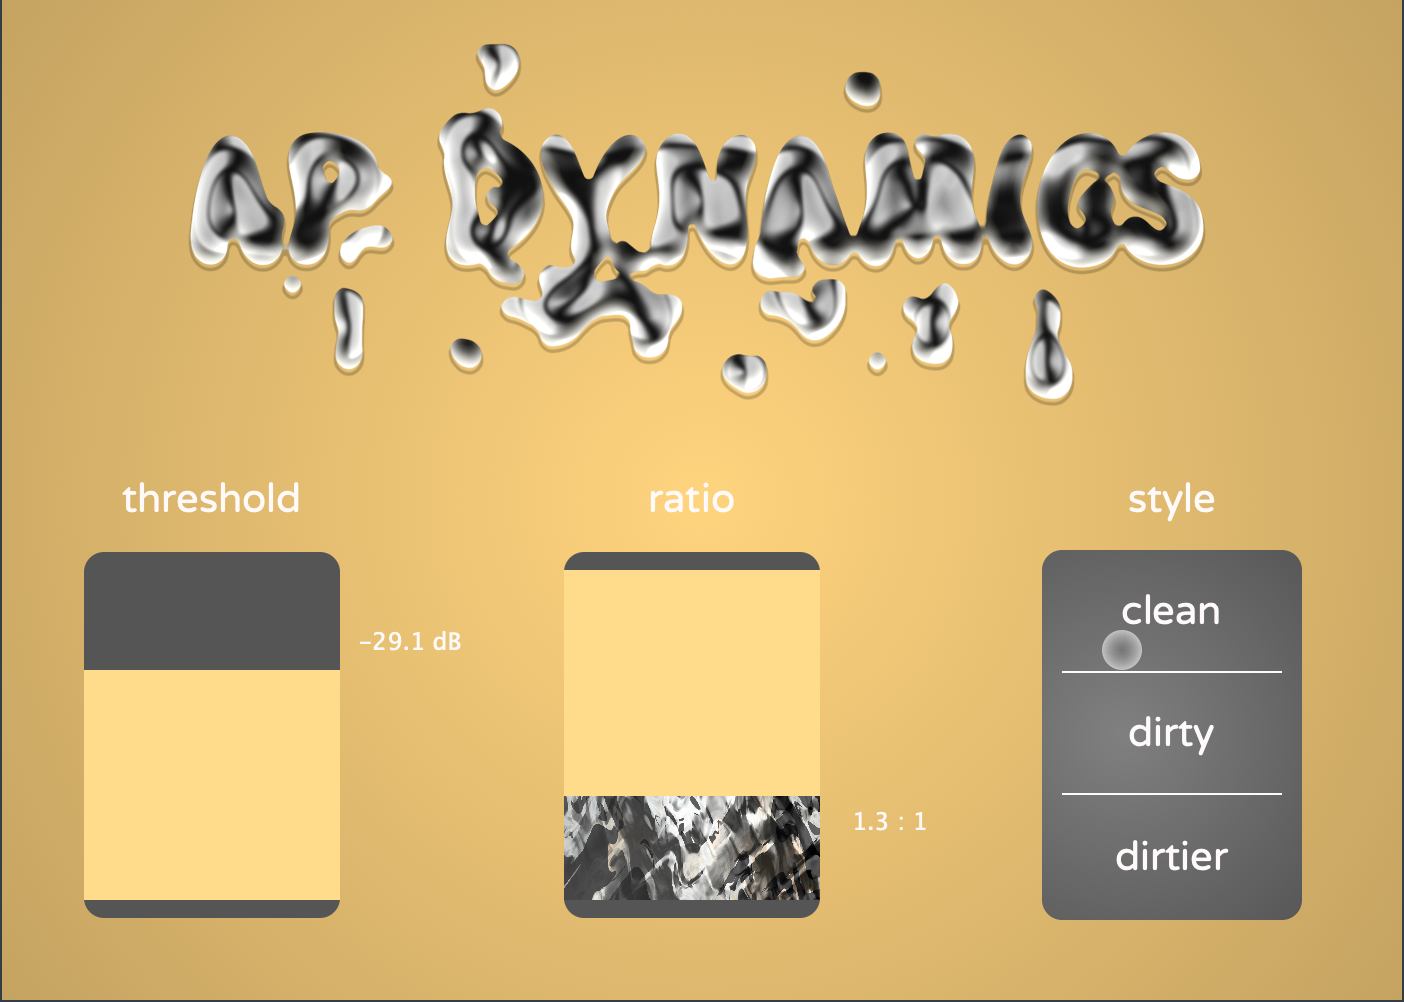 AP DYNAMICS
threshold
ratio
style
-29.1 dB
1.3 : 1
clean
dirty
dirtier